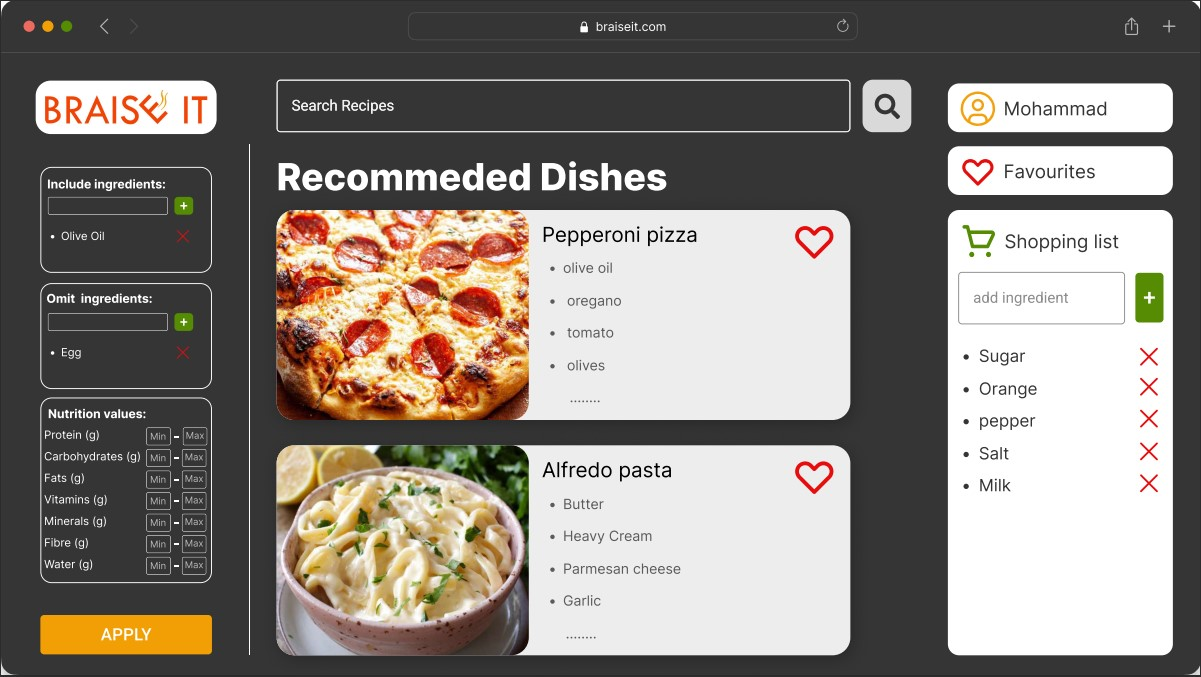 braiseit.com
BRAISE IT
Search Recipes
Mohammad
Favourites
Include ingredients:
+
• Olive Oil
Omit ingredients:
+
• Egg
Nutrition values:
Protein (g) Min - Max
Carbohydrates (g) Min - Max
Fats (g) Min - Max
Vitamins (g) Min - Max
Minerals (g) Min - Max
Fibre (g) Min - Max
Water (g) Min - Max
APPLY
Recommeded Dishes
Pepperoni pizza
• olive oil
• oregano
• tomato
• olives
........
Alfredo pasta
• Butter
• Heavy Cream
• Parmesan cheese
• Garlic
........
Shopping list
add ingredient +
• Sugar
• Orange
• pepper
• Salt
• Milk